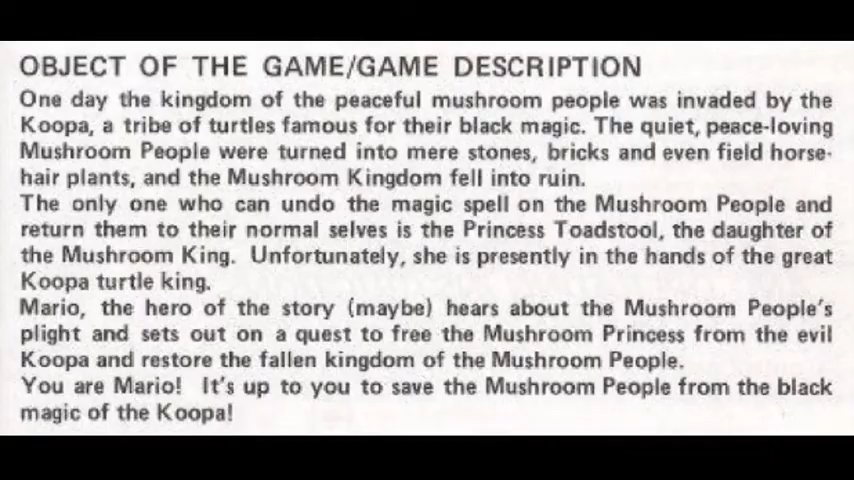 OBJECT OF THE GAME/GAME DESCRIPTION
One day the kingdom of the peaceful mushroom people was invaded by the
Koopa, a tribe of turtles famous for their black magic. The quiet, peace-loving
Mushroom People were turned into mere stones, bricks and even field horse-
hair plants, and the Mushroom Kingdom fell into ruin.
The only one who can undo the magic spell on the Mushroom People and
return them to their normal selves is the Princess Toadstool, the daughter of
the Mushroom King. Unfortunately, she is presently in the hands of the great
Koopa turtle king.
Mario, the hero of the story (maybe) hears about the Mushroom People's
plight and sets out on a quest to free the Mushroom Princess from the evil
Koopa and restore the fallen kingdom of the Mushroom People.
You are Mario! It's up to you to save the Mushroom People from the black
magic of the Koopa!